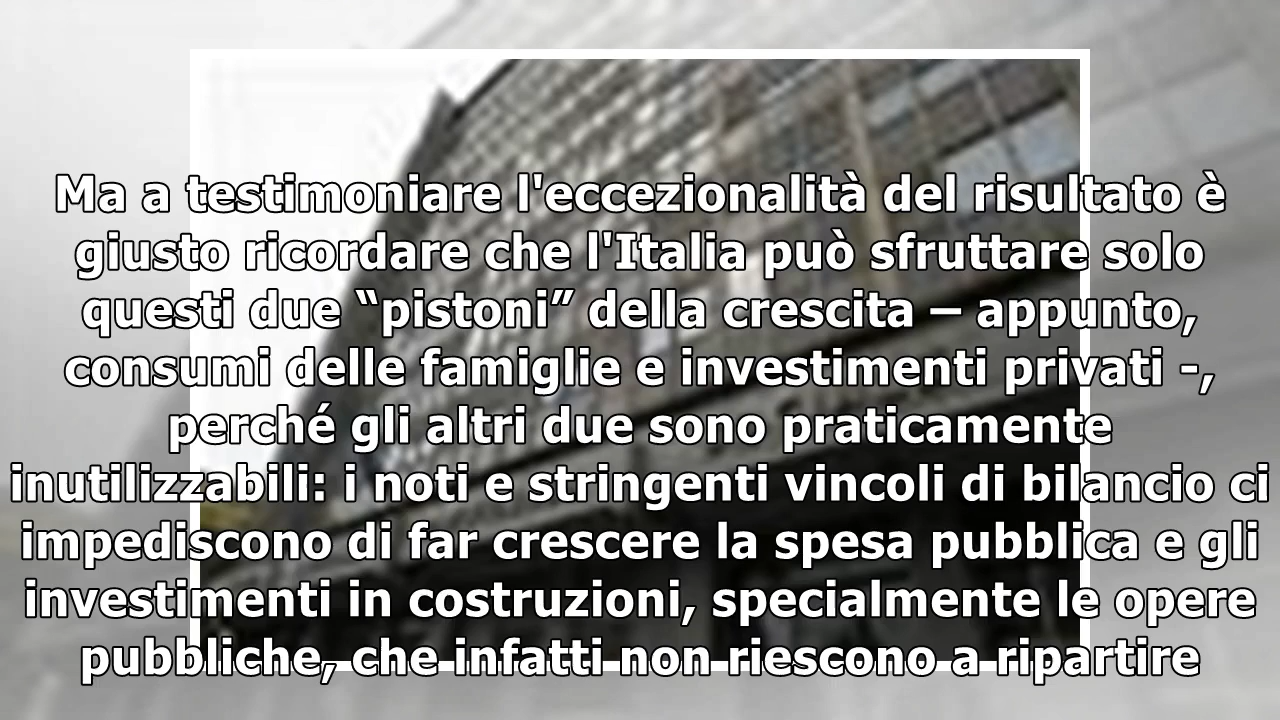 Ma a testimoniare l'eccezionalità del risultato è
giusto ricordare che l'Italia può sfruttare solo
questi due “pistoni” della crescita – appunto,
consumi delle famiglie e investimenti privati -,
perché gli altri due sono praticamente
inutilizzabili: i noti e stringenti vincoli di bilancio ci
impediscono di far crescere la spesa pubblica e gli
investimenti in costruzioni, specialmente le opere
pubbliche, che infatti non riescono a ripartire